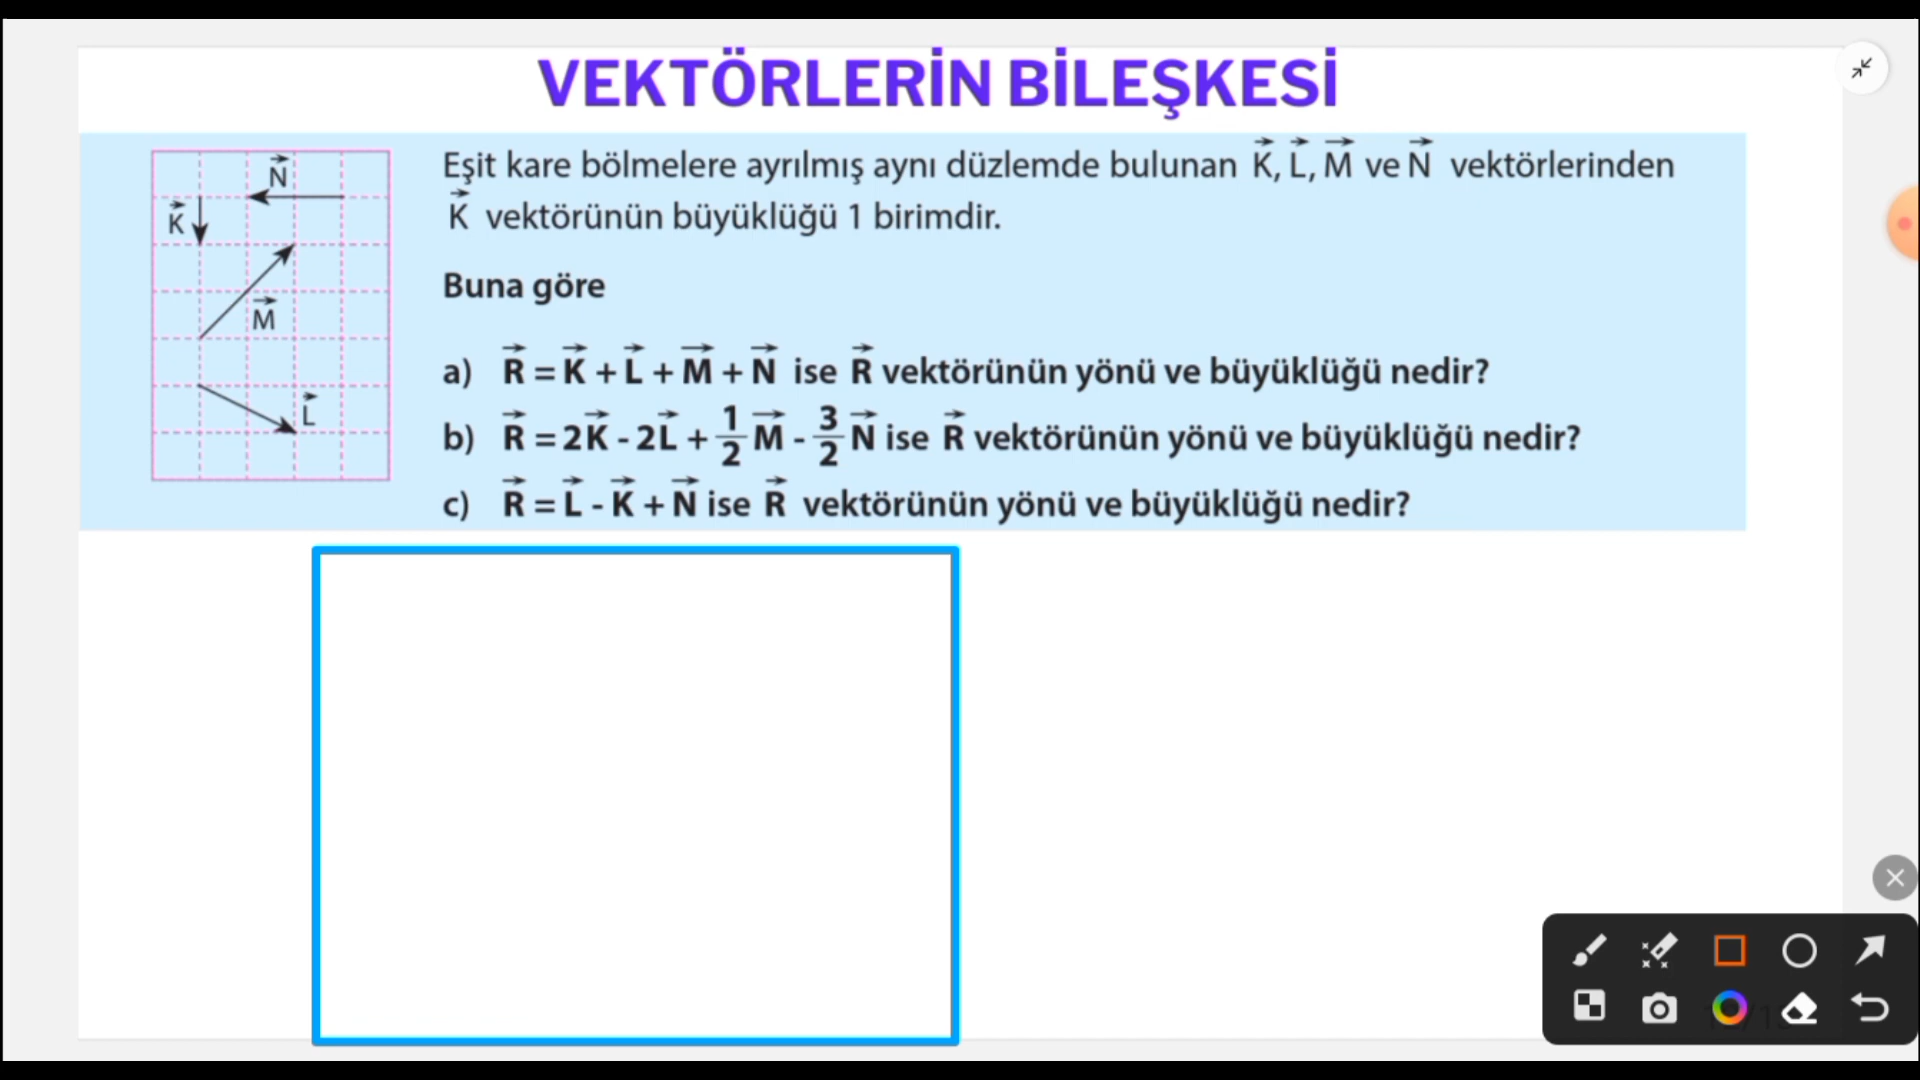 VEKTÖRLERİN BİLEŞKESİ
Eşit kare bölmelere ayrılmış aynı düzlemde bulunan K⃗, L⃗, M⃗ ve N⃗ vektörlerinden
K⃗ vektörünün büyüklüğü 1 birimdir.
Buna göre
a) R⃗ = K⃗ + L⃗ + M⃗ + N⃗ ise R⃗ vektörünün yönü ve büyüklüğü nedir?
b) R⃗ = 2K⃗ - 2L⃗ + 1/2 M⃗ - 3/2 N⃗ ise R⃗ vektörünün yönü ve büyüklüğü nedir?
c) R⃗ = L⃗ - K⃗ + N⃗ ise R⃗ vektörünün yönü ve büyüklüğü nedir?
N⃗
K⃗
M⃗
L⃗